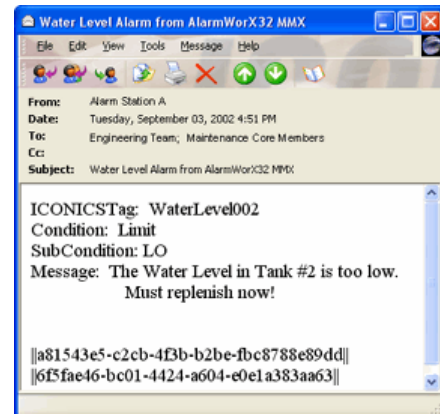 Water Level Alarm from AlarmWorX32 MMX
File Edit View Tools Message Help
From: Alarm Station A
Date: Tuesday, September 03, 2002 4:51 PM
To: Engineering Team; Maintenance Core Members
Cc:
Subject: Water Level Alarm from AlarmWorX32 MMX
ICONICSTag: WaterLevel002
Condition: Limit
SubCondition: LO
Message: The Water Level in Tank #2 is too low.
Must replenish now!
||a81543e5-c2cb-4f3b-b2be-fbc8788e89dd||
||6f5fae46-bc01-4424-a604-e0e1a383aa63||